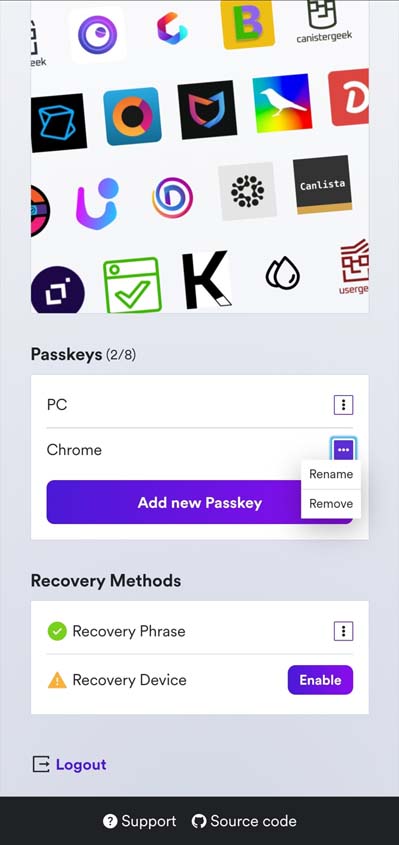 eek
B
canistergeek
D
D
Canlista
K
userge
Passkeys (2/8)
PC
Chrome
Rename
Add new Passkey
Remove
Recovery Methods
Recovery Phrase
Recovery Device
Enable
Logout
Support
Source code